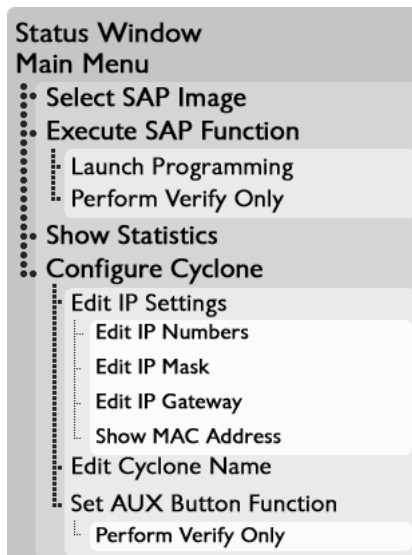 Status Window
Main Menu
Select SAP Image
Execute SAP Function
Launch Programming
Perform Verify Only
Show Statistics
Configure Cyclone
Edit IP Settings
Edit IP Numbers
Edit IP Mask
Edit IP Gateway
Show MAC Address
Edit Cyclone Name
Set AUX Button Function
Perform Verify Only